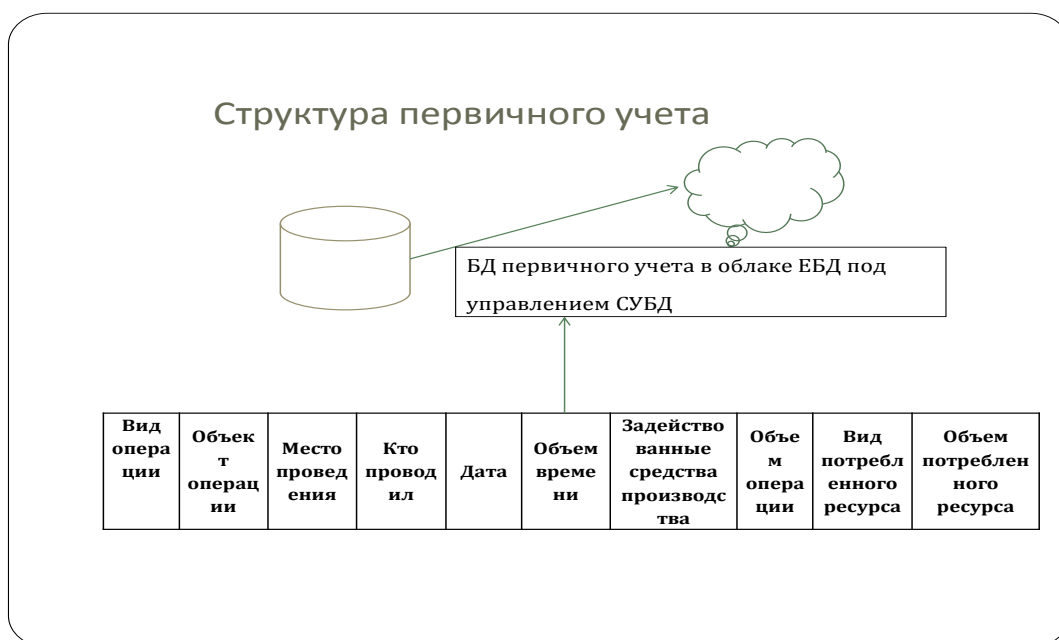 Структура первичного учета
БД первичного учета в облаке ЕБД под
управлением СУБД
Вид
опера
ции
Объек
т
операц
ии
Место
провед
ения
Кто
провод
ил
Дата
Объем
време
ни
Задейство
ванные
средства
производс
тва
Объе
м
опера
ции
Вид
потребл
енного
ресурса
Объем
потреблен
ного
ресурса